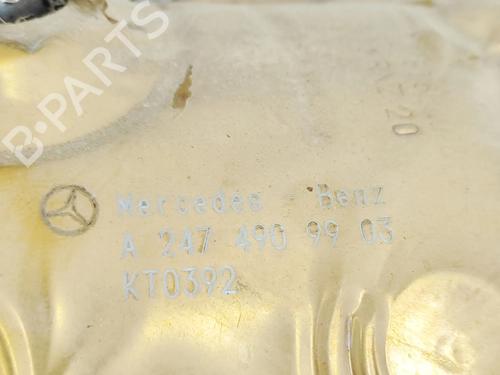 B-PARTS
Mercedes Benz
A 247 490 99 03
KT0392